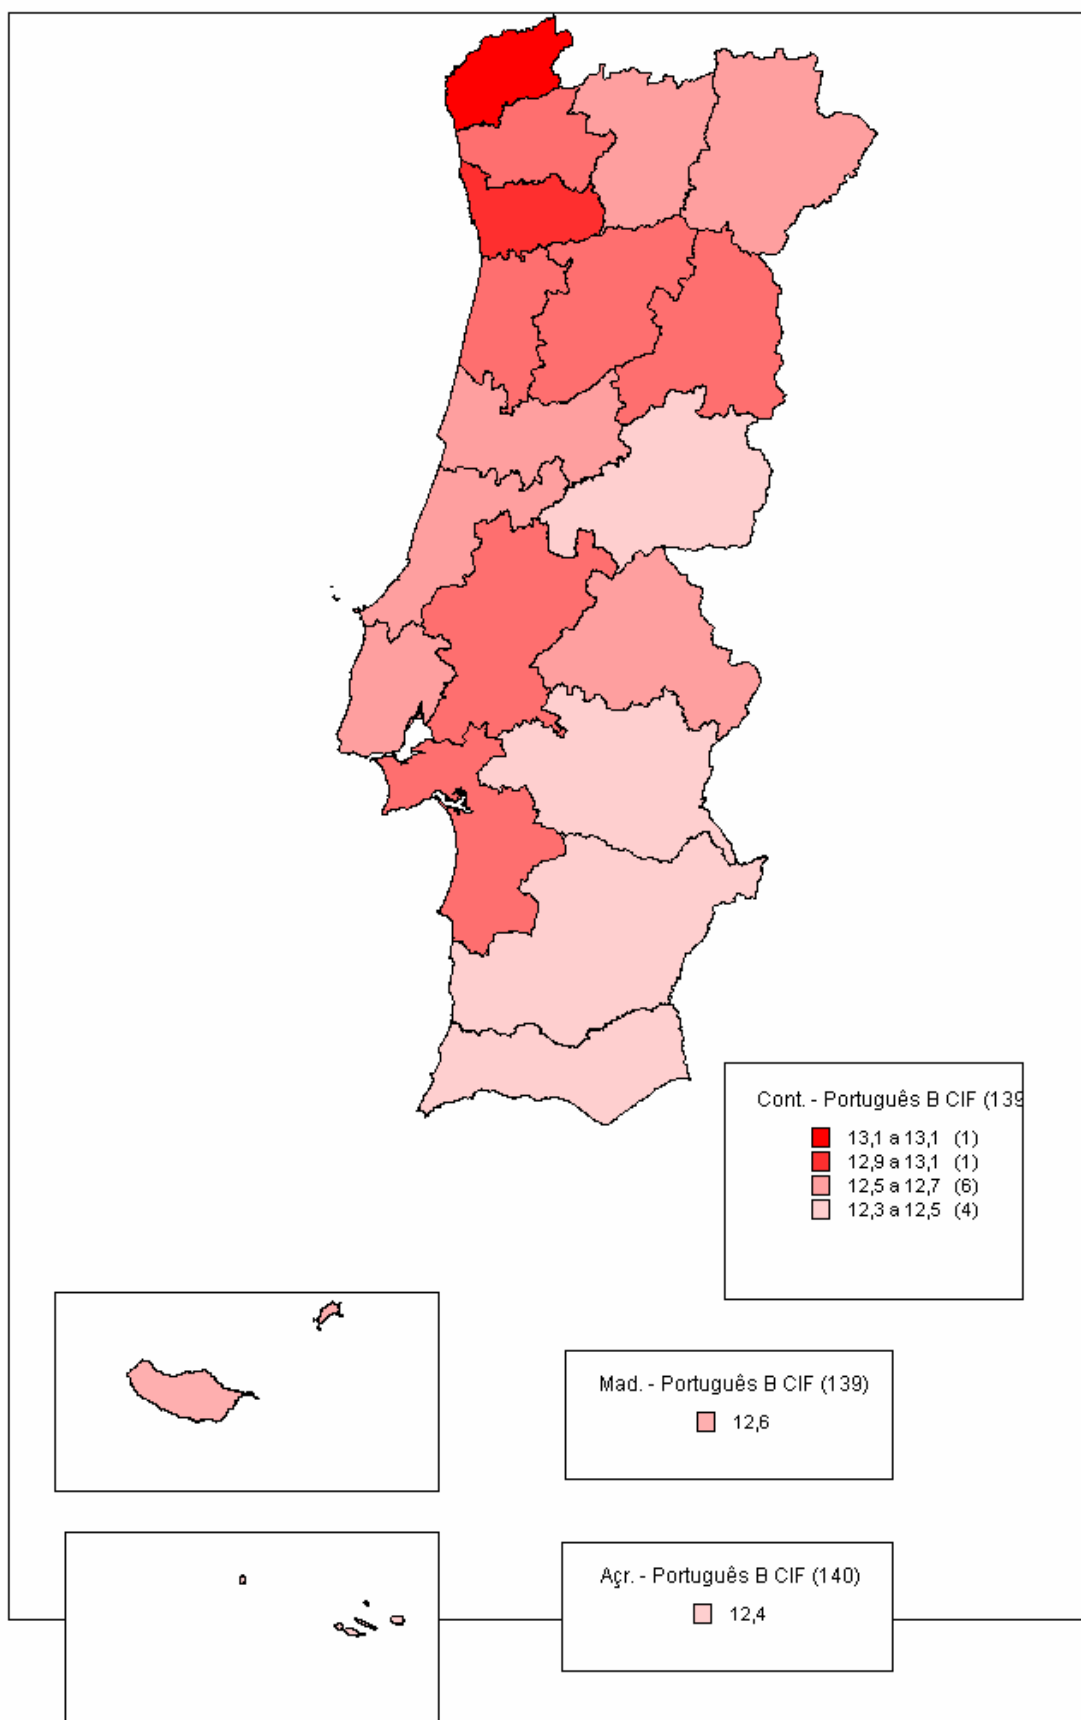 Cont. - Português B CIF (139
13,1 a 13,1 (1)
12,9 a 13,1 (1)
12,5 a 12,7 (6)
12,3 a 12,5 (4)
Mad. - Português B CIF (139)
12,6
Açr. - Português B CIF (140)
12,4